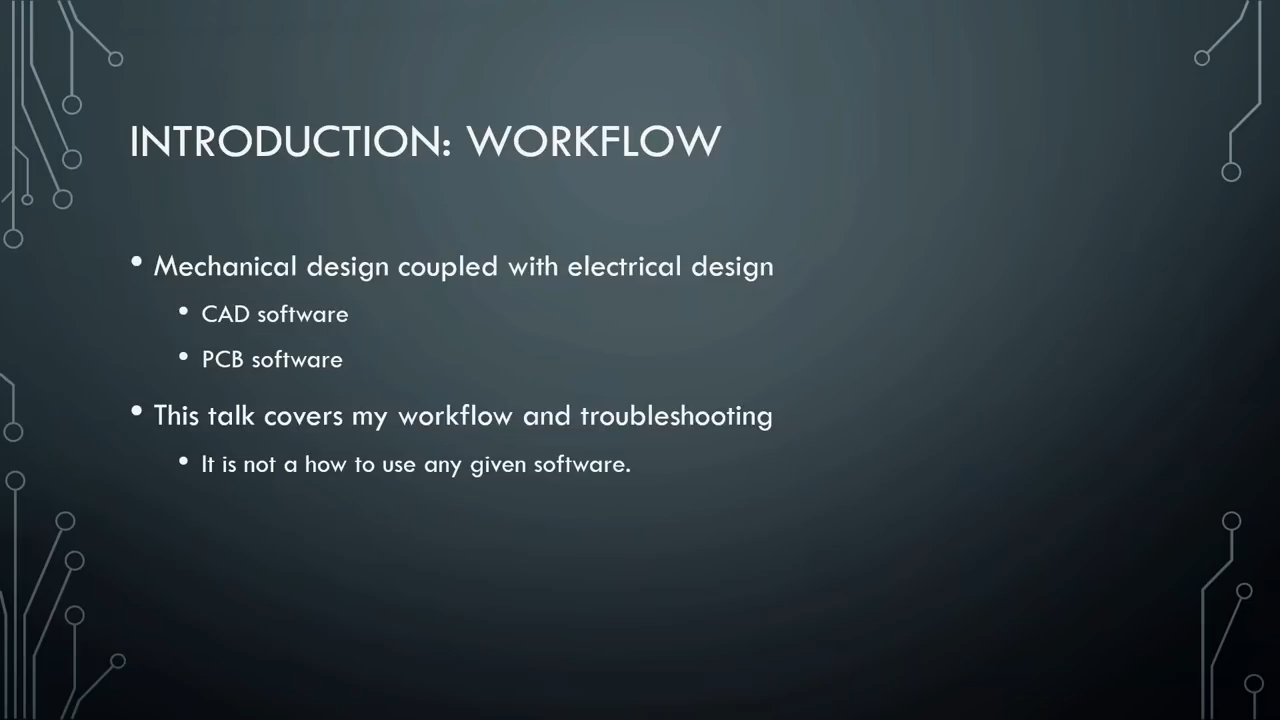 INTRODUCTION: WORKFLOW
• Mechanical design coupled with electrical design
• CAD software
• PCB software
• This talk covers my workflow and troubleshooting
• It is not a how to use any given software.